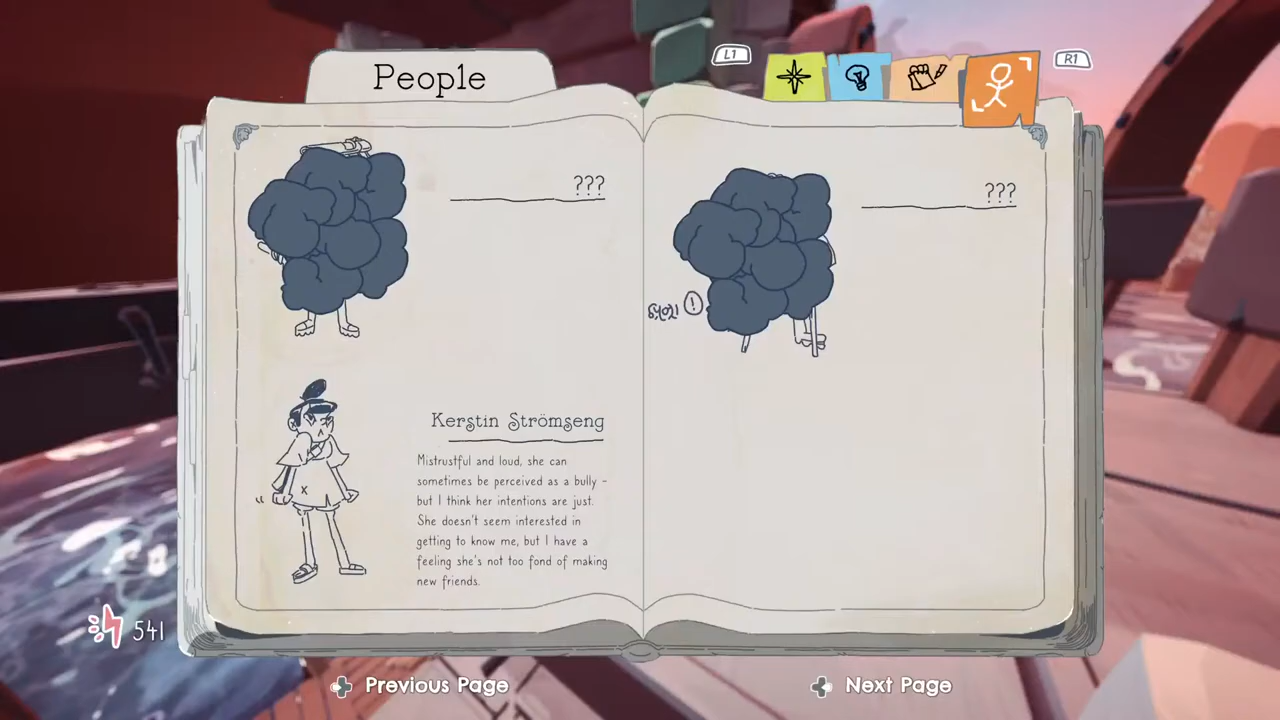 People
L1
R1
???
Kerstin Strömseng
Mistrustful and loud, she can
sometimes be perceived as a bully -
but I think her intentions are just.
She doesn't seem interested in
getting to know me, but I have a
feeling she's not too fond of making
new friends.
???
!
541
Previous Page
Next Page